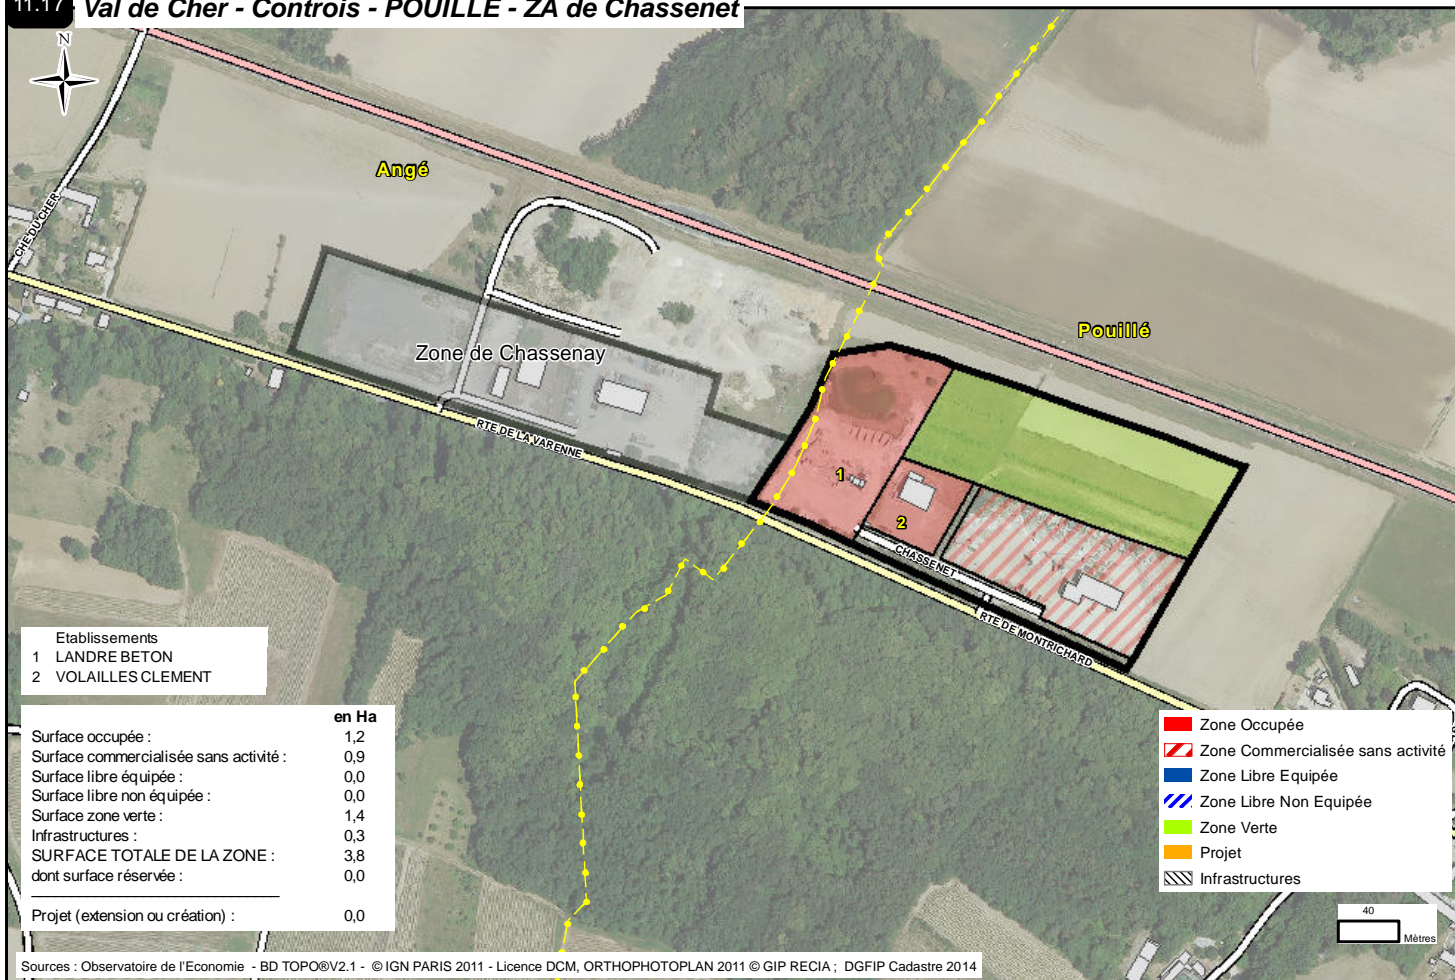 11.17 Val de Cher - Controis - POUILLE - ZA de Chassenet
N
Angé
CHE DU CHER
Pouillé
Zone de Chassenay
RTE DE LA VARENNE
1
2
CHASSENET
RTE DE MONTRICHARD
Etablissements
1 LANDRE BETON
2 VOLAILLES CLEMENT
en Ha
Surface occupée : 1,2
Surface commercialisée sans activité : 0,9
Surface libre équipée : 0,0
Surface libre non équipée : 0,0
Surface zone verte : 1,4
Infrastructures : 0,3
SURFACE TOTALE DE LA ZONE : 3,8
dont surface réservée : 0,0
Projet (extension ou création) : 0,0
Zone Occupée
Zone Commercialisée sans activité
Zone Libre Equipée
Zone Libre Non Equipée
Zone Verte
Projet
Infrastructures
40
Mètres
Sources : Observatoire de l'Economie - BD TOPO®V2.1 - © IGN PARIS 2011 - Licence DCM, ORTHOPHOTOPLAN 2011 © GIP RECIA ; DGFIP Cadastre 2014